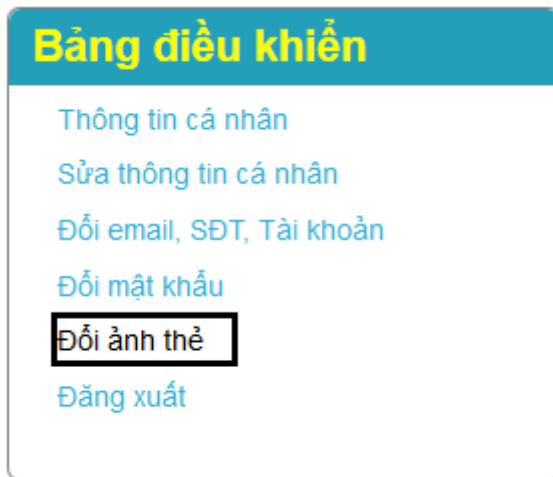 Bảng điều khiển
Thông tin cá nhân
Sửa thông tin cá nhân
Đổi email, SĐT, Tài khoản
Đổi mật khẩu
Đổi ảnh thẻ
Đăng xuất